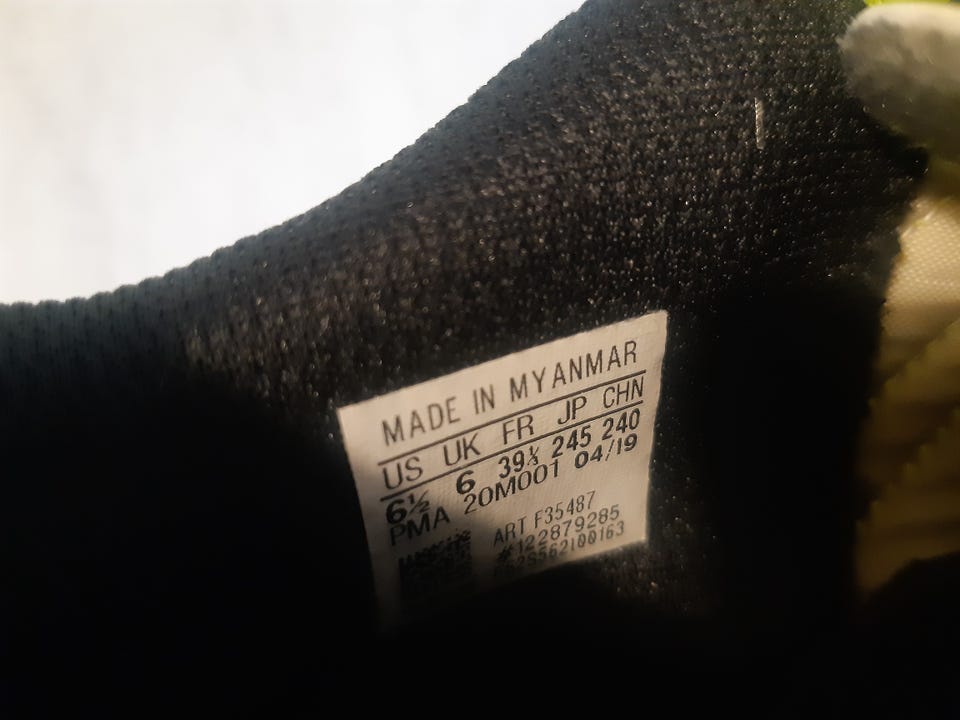 MADE IN MYANMAR
US UK FR JP CHN
6½ 6 39⅓ 245 240
PMA 20M001 04/19
ART F35487
#122879285